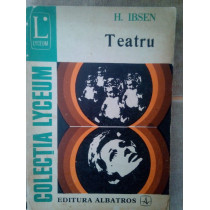 L
LYCEUM
H. IBSEN
Teatru
COLECȚIA LYCEUM
EDITURA ALBATROS